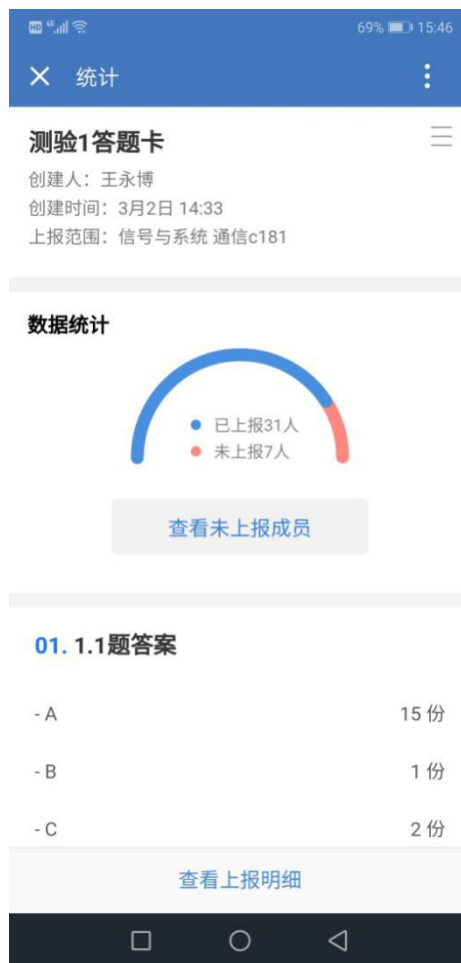 HD 46 69% 15:46
统计
测验1答题卡
创建人：王永博
创建时间：3月2日 14:33
上报范围：信号与系统 通信c181
数据统计
已上报31人
未上报7人
查看未上报成员
01. 1.1题答案
- A 15 份
- B 1 份
- C 2 份
查看上报明细